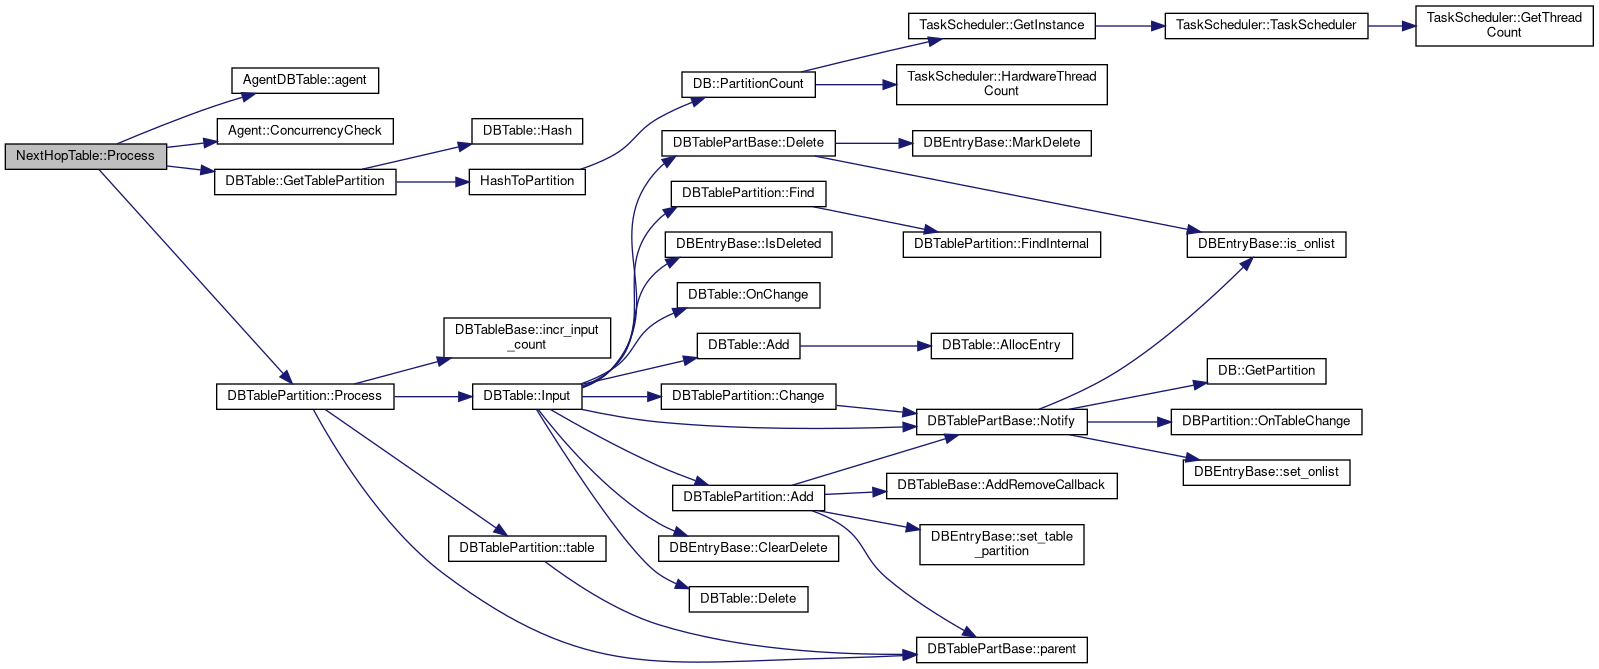 TaskScheduler::GetInstance
TaskScheduler::TaskScheduler
TaskScheduler::GetThread
Count
AgentDBTable::agent
DB::PartitionCount
TaskScheduler::HardwareThread
Count
Agent::ConcurrencyCheck
DBTable::Hash
NextHopTable::Process
DBTablePartBase::Delete
DBEntryBase::MarkDelete
DBTable::GetTablePartition
HashToPartition
DBTablePartition::Find
DBEntryBase::IsDeleted
DBTablePartition::FindInternal
DBEntryBase::is_onlist
DBTable::OnChange
DBTableBase::incr_input
_count
DBTable::Add
DBTable::AllocEntry
DB::GetPartition
DBTablePartition::Process
DBTable::Input
DBTablePartition::Change
DBTablePartBase::Notify
DBPartition::OnTableChange
DBEntryBase::set_onlist
DBTablePartition::Add
DBTableBase::AddRemoveCallback
DBTablePartition::table
DBEntryBase::ClearDelete
DBEntryBase::set_table
_partition
DBTable::Delete
DBTablePartBase::parent